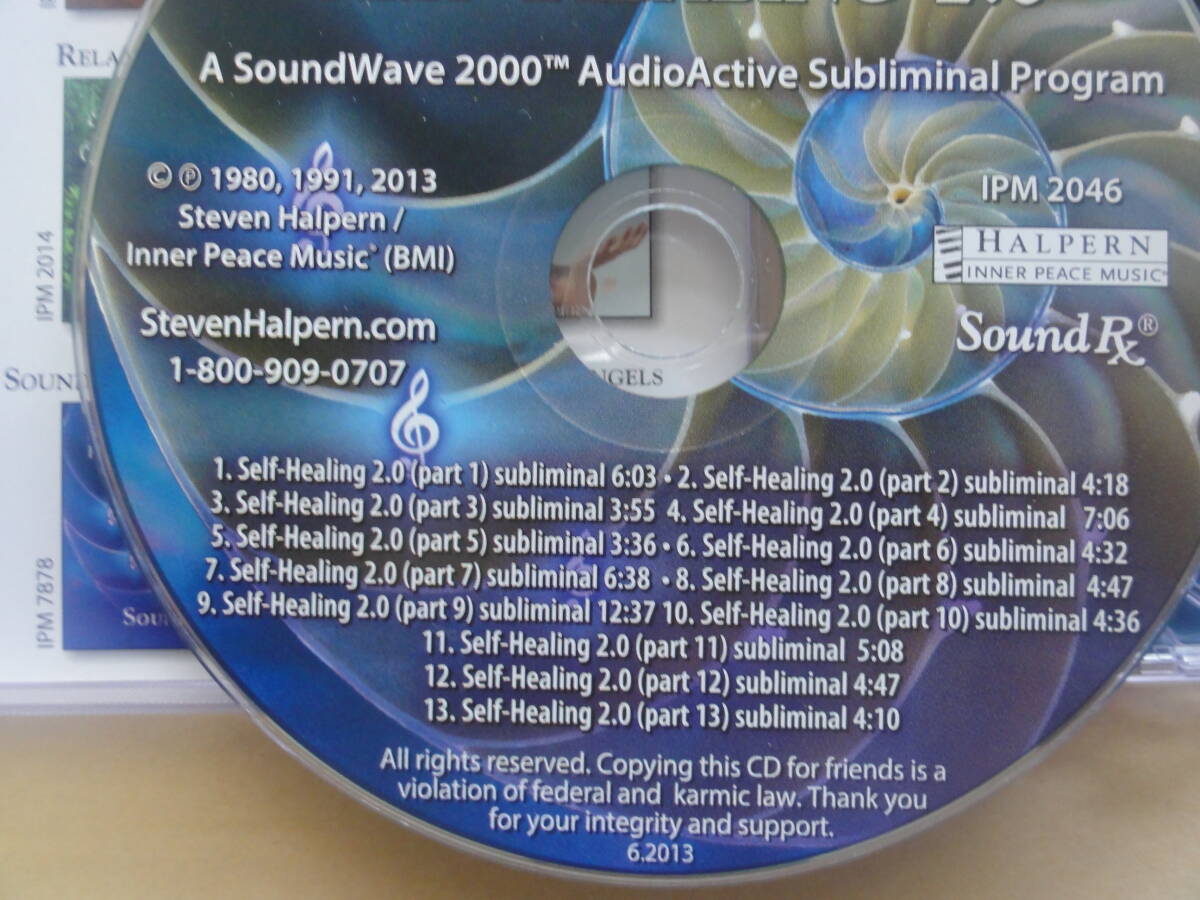 A SoundWave 2000™ AudioActive Subliminal Program
© ℗ 1980, 1991, 2013
Steven Halpern /
Inner Peace Music® (BMI)
StevenHalpern.com
1-800-909-0707
IPM 2046
HALPERN
INNER PEACE MUSIC®
Sound Rx®
1. Self-Healing 2.0 (part 1) subliminal 6:03 • 2. Self-Healing 2.0 (part 2) subliminal 4:18
3. Self-Healing 2.0 (part 3) subliminal 3:55 4. Self-Healing 2.0 (part 4) subliminal 7:06
5. Self-Healing 2.0 (part 5) subliminal 3:36 • 6. Self-Healing 2.0 (part 6) subliminal 4:32
7. Self-Healing 2.0 (part 7) subliminal 6:38 • 8. Self-Healing 2.0 (part 8) subliminal 4:47
9. Self-Healing 2.0 (part 9) subliminal 12:37 10. Self-Healing 2.0 (part 10) subliminal 4:36
11. Self-Healing 2.0 (part 11) subliminal 5:08
12. Self-Healing 2.0 (part 12) subliminal 4:47
13. Self-Healing 2.0 (part 13) subliminal 4:10
All rights reserved. Copying this CD for friends is a
violation of federal and karmic law. Thank you
for your integrity and support.
6.2013
IPM 2014
SOUND
IPM 7878